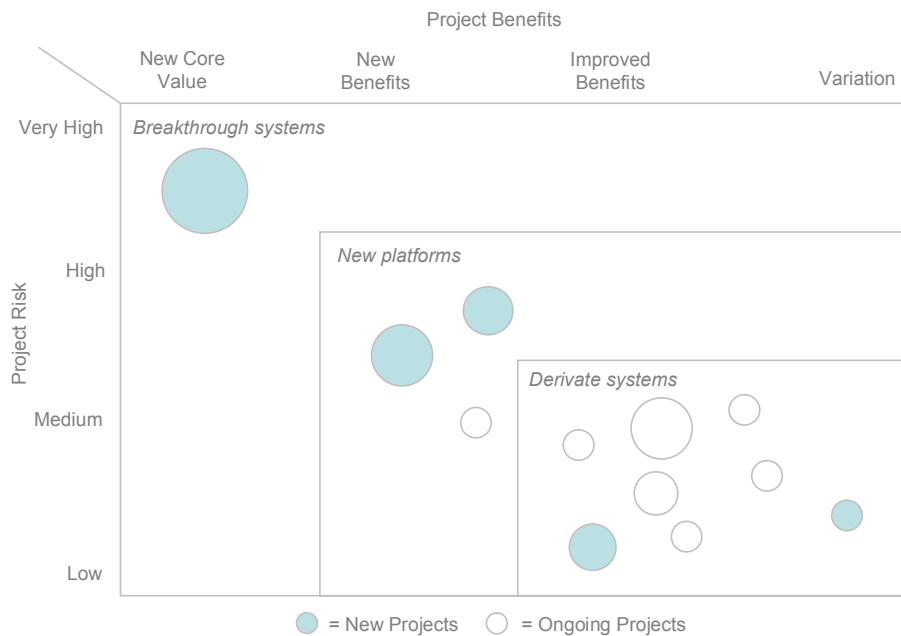 Project Benefits
New Core
Value
New
Benefits
Improved
Benefits
Variation
Very High
Breakthrough systems
High
New platforms
Project Risk
Derivate systems
Medium
Low
= New Projects
= Ongoing Projects